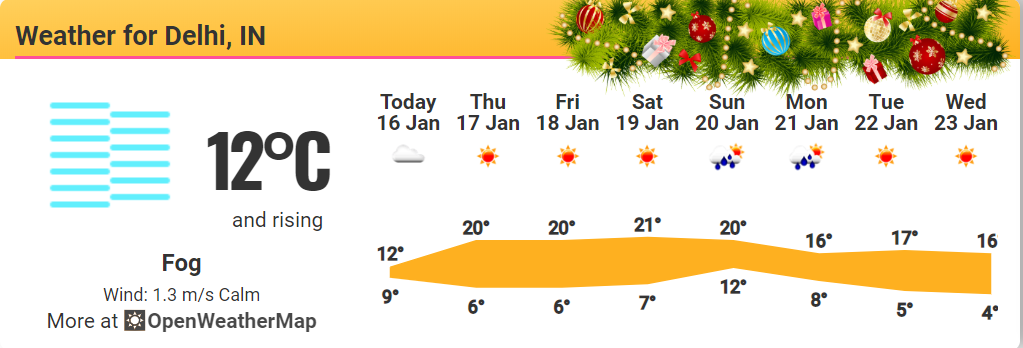 Weather for Delhi, IN
12°C
and rising
Fog
Wind: 1.3 m/s Calm
More at OpenWeatherMap
Today Thu Fri Sat Sun Mon Tue Wed
16 Jan 17 Jan 18 Jan 19 Jan 20 Jan 21 Jan 22 Jan 23 Jan
12° 20° 20° 21° 20° 16° 17° 16
9° 6° 6° 7° 12° 8° 5° 4°